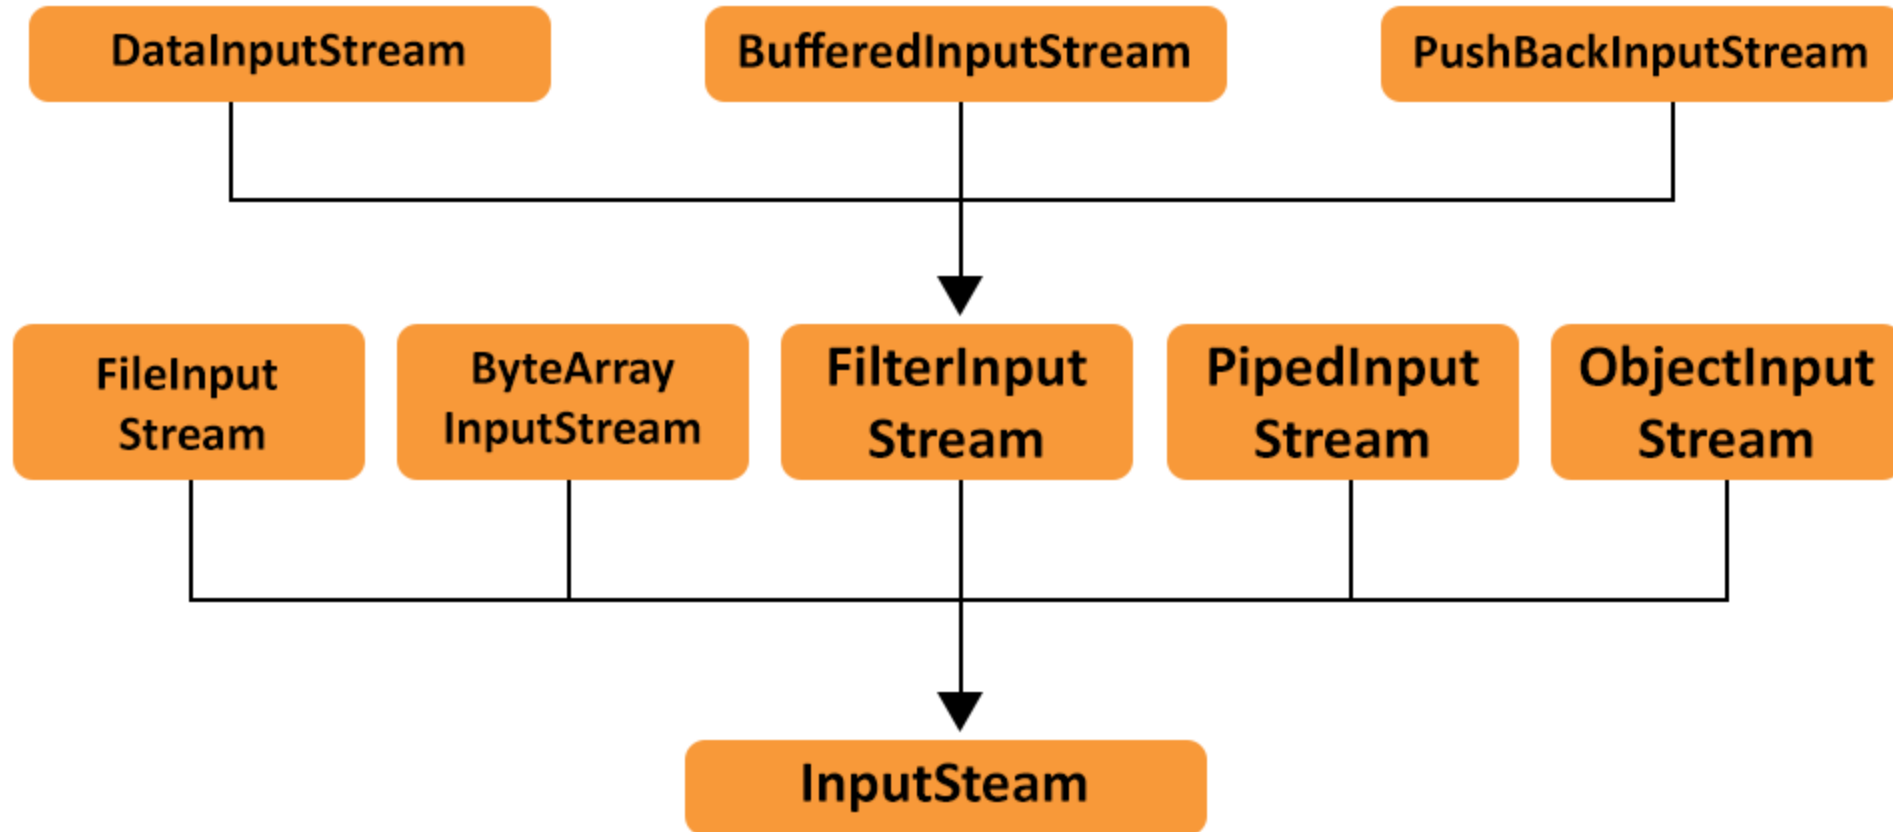 DataInputStream
BufferedInputStream
PushBackInputStream
FileInput
Stream
ByteArray
InputStream
FilterInput
Stream
PipedInput
Stream
ObjectInput
Stream
InputSteam